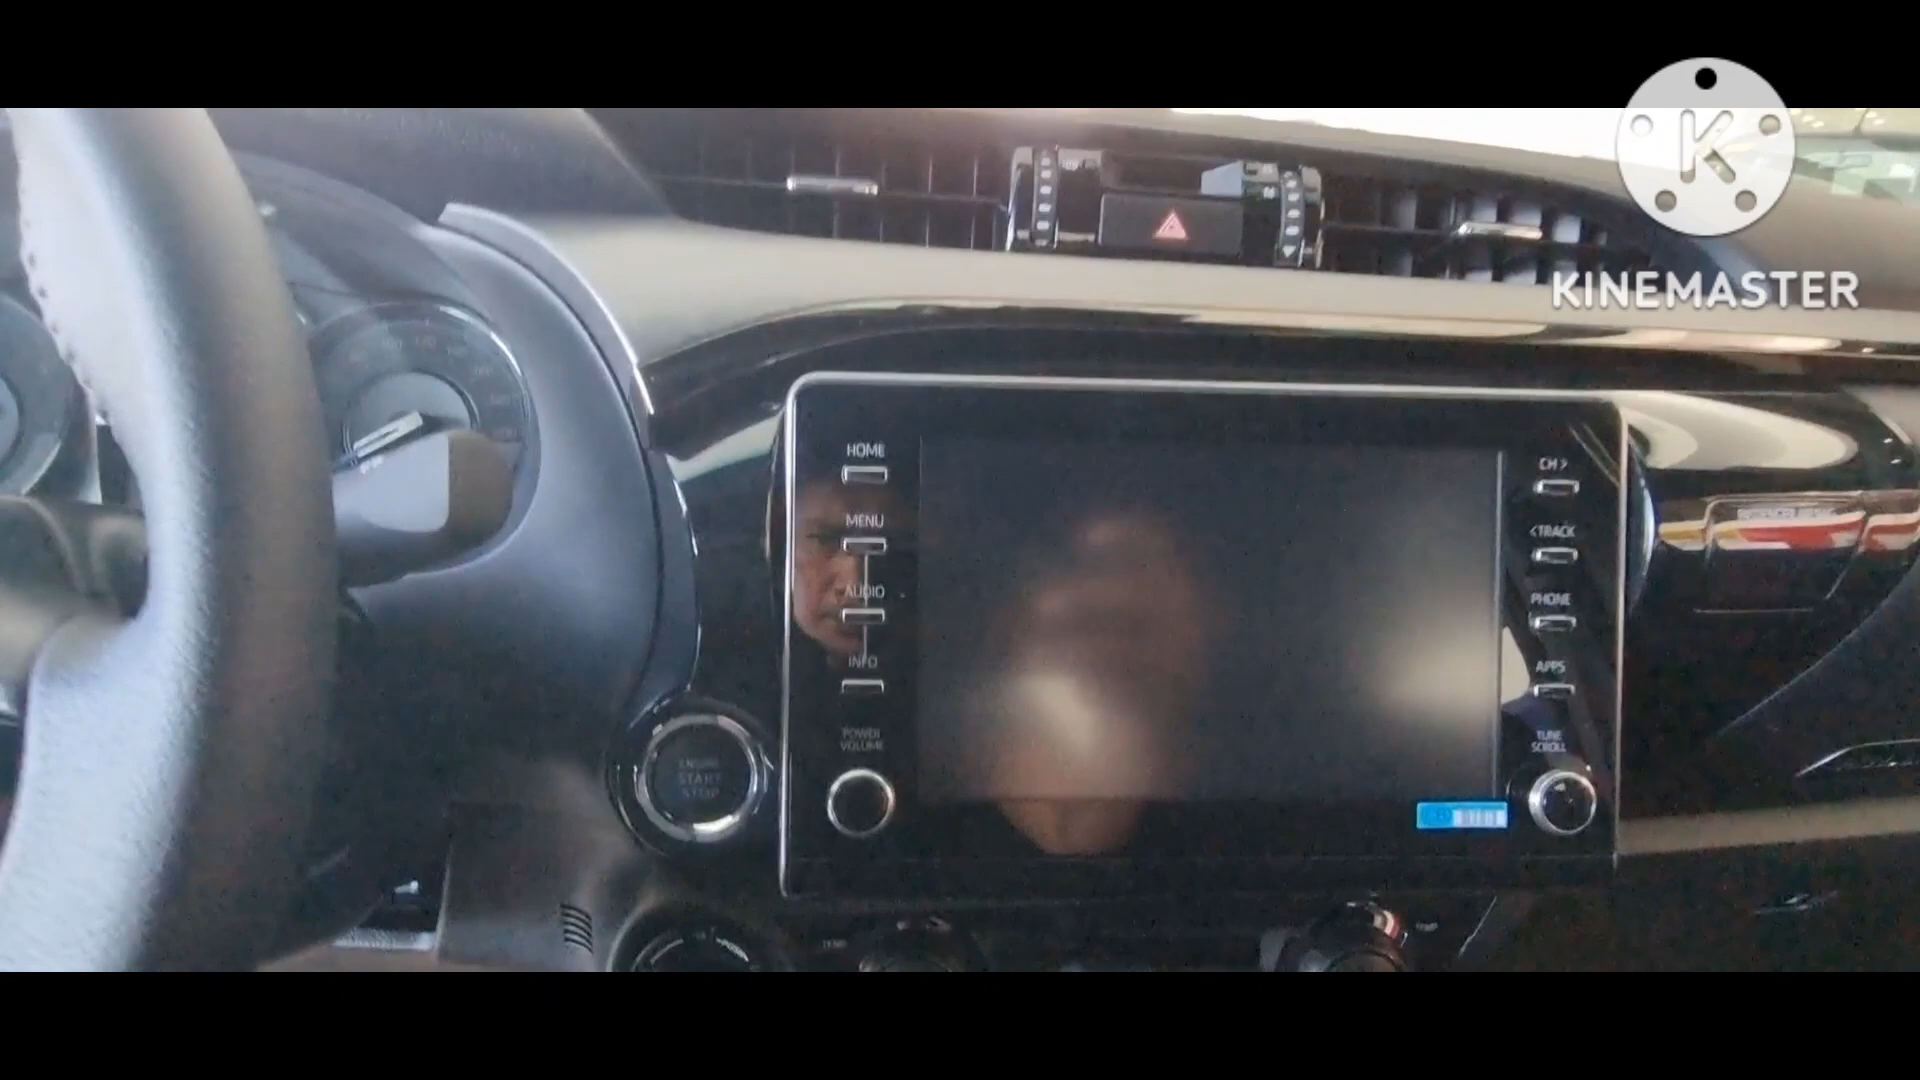 K
KINEMASTER
HOME
MENU
AUDIO
INFO
POWER
VOLUME
CH >
< TRACK
PHONE
APPS
TUNE
SCROLL
ENGINE
START
STOP